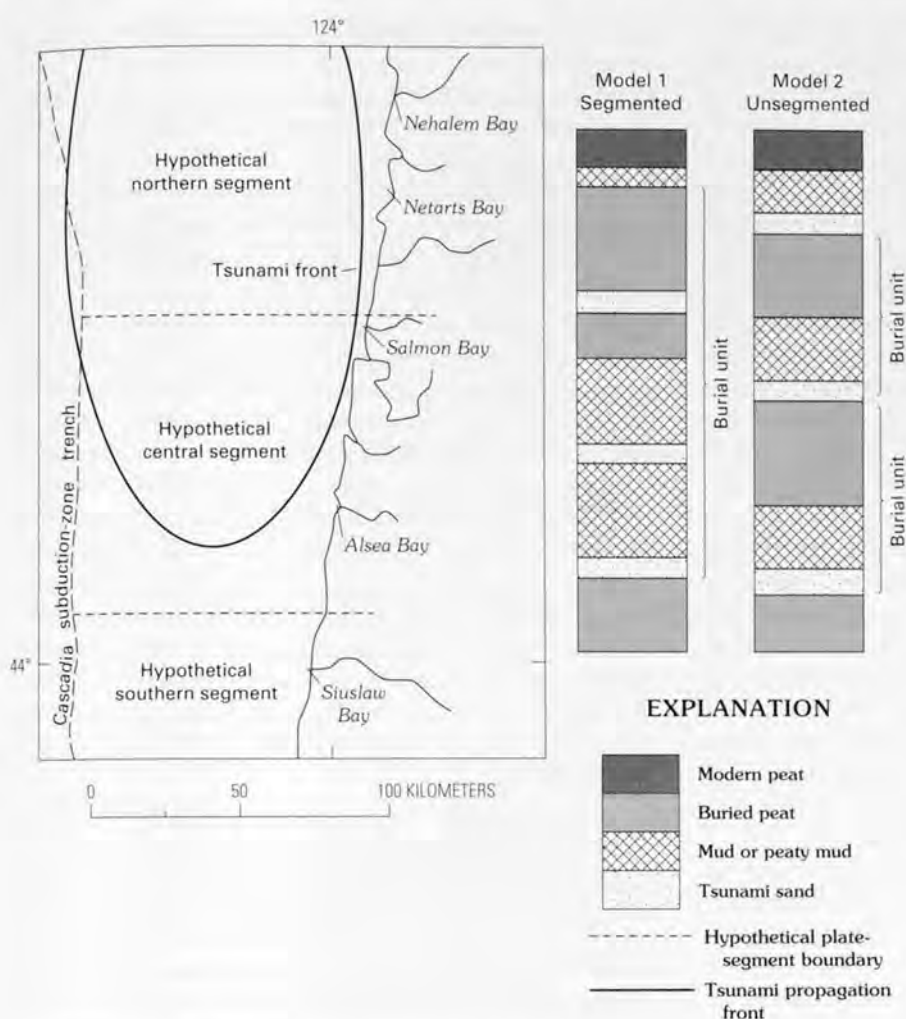 124°
Nehalem Bay
Hypothetical
northern segment
Netarts Bay
Tsunami front
Salmon Bay
Hypothetical
central segment
Cascadia subduction-zone trench
Alsea Bay
44°
Hypothetical
southern segment
Siuslaw
Bay
0
50
100 KILOMETERS
Model 1
Segmented
Burial unit
Model 2
Unsegmented
Burial unit
Burial unit
EXPLANATION
Modern peat
Buried peat
Mud or peaty mud
Tsunami sand
Hypothetical plate-
segment boundary
Tsunami propagation
front